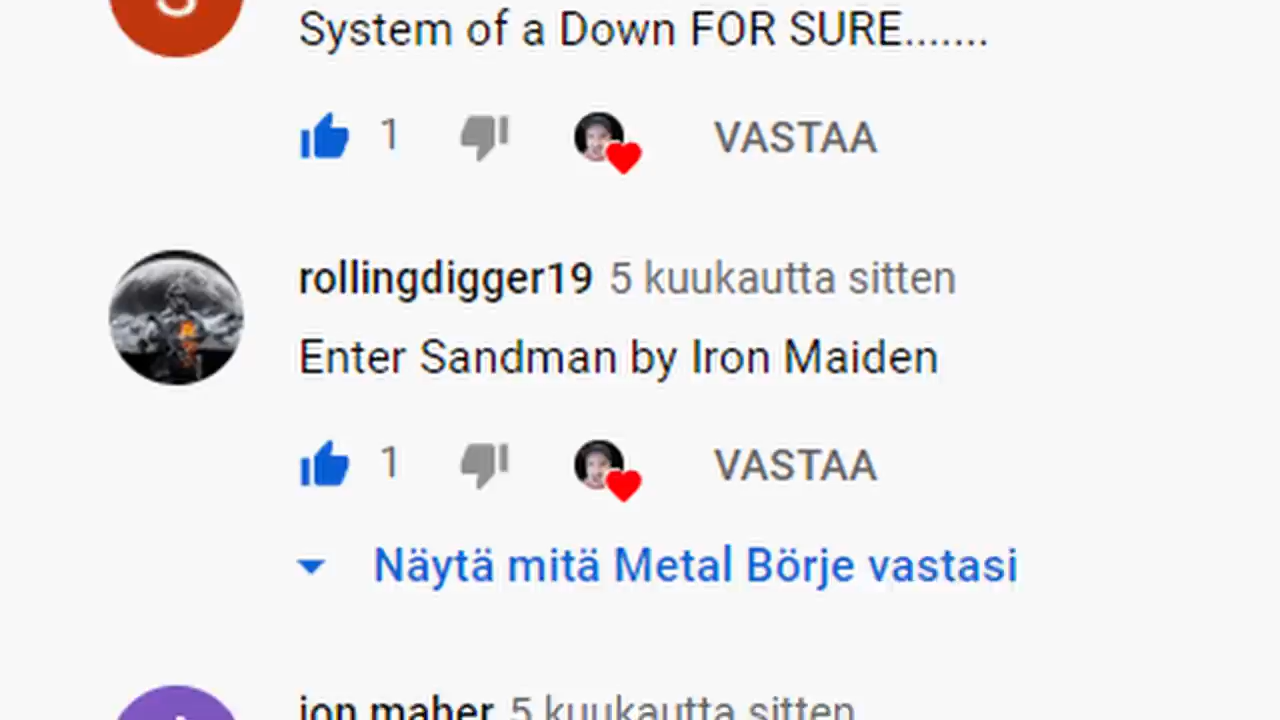 System of a Down FOR SURE.......
1 VASTAA
rollingdigger19 5 kuukautta sitten
Enter Sandman by Iron Maiden
1 VASTAA
Näytä mitä Metal Börje vastasi
jon maher 5 kuukautta sitten